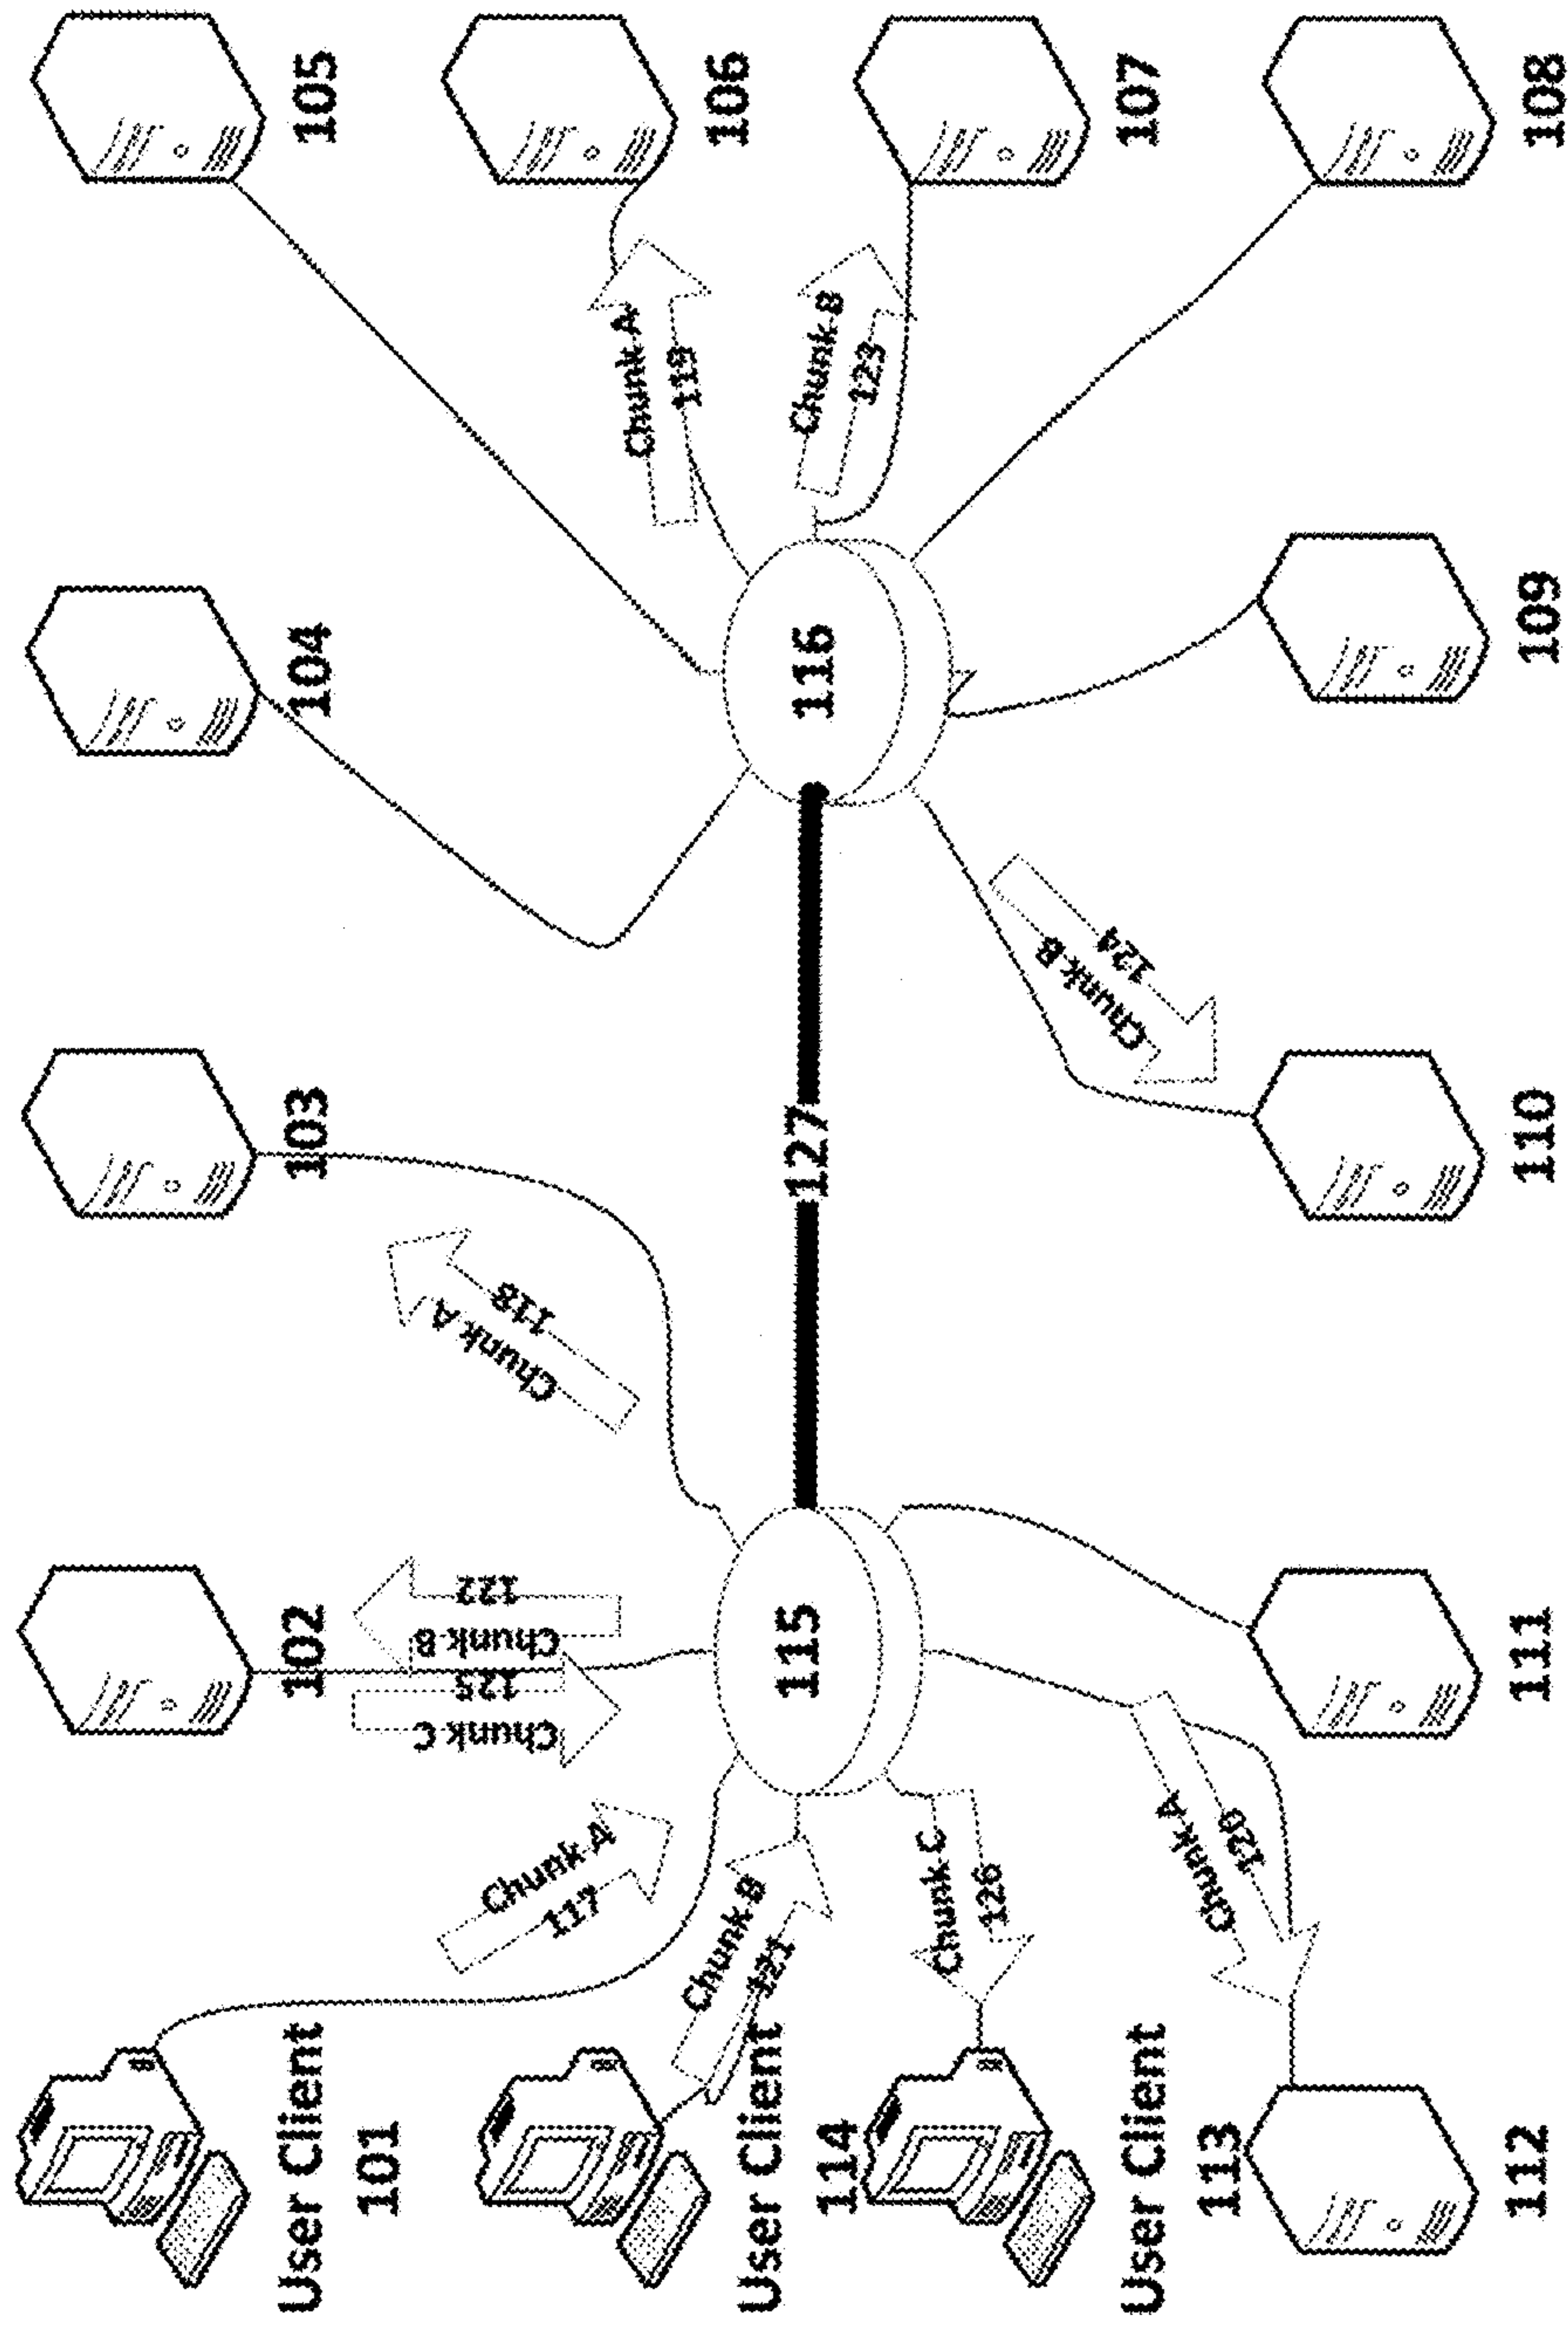 User Client
101
102
103
104
105
Chunk C
125
Chunk B
122
Chunk A
118
Chunk A
117
Chunk A
119
106
User Client
114
Chunk B
121
115
127
116
Chunk B
123
107
User Client
113
Chunk C
126
Chunk B
124
Chunk A
120
112
111
110
109
108